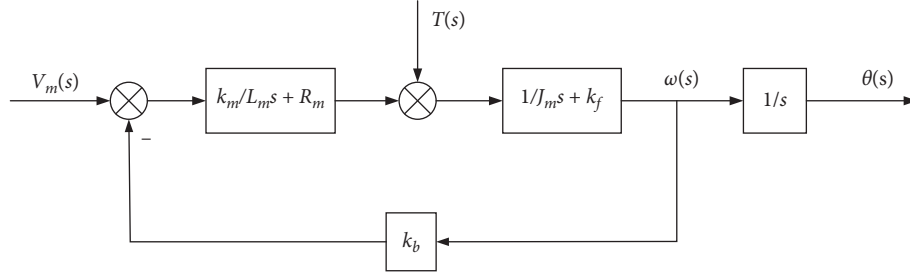 T(s)
V_m(s)
k_m/L_ms + R_m
1/J_ms + k_f
ω(s)
1/s
θ(s)
–
k_b